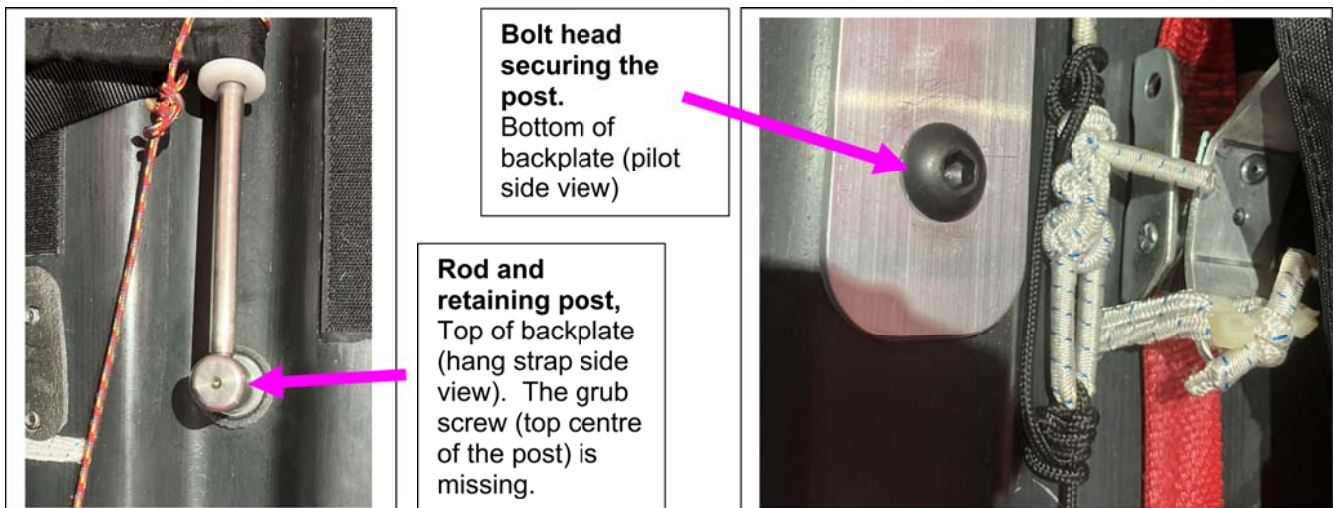 Bolt head
securing the
post.
Bottom of
backplate (pilot
side view)
Rod and
retaining post,
Top of backplate
(hang strap side
view).  The grub
screw (top centre
of the post) is
missing.